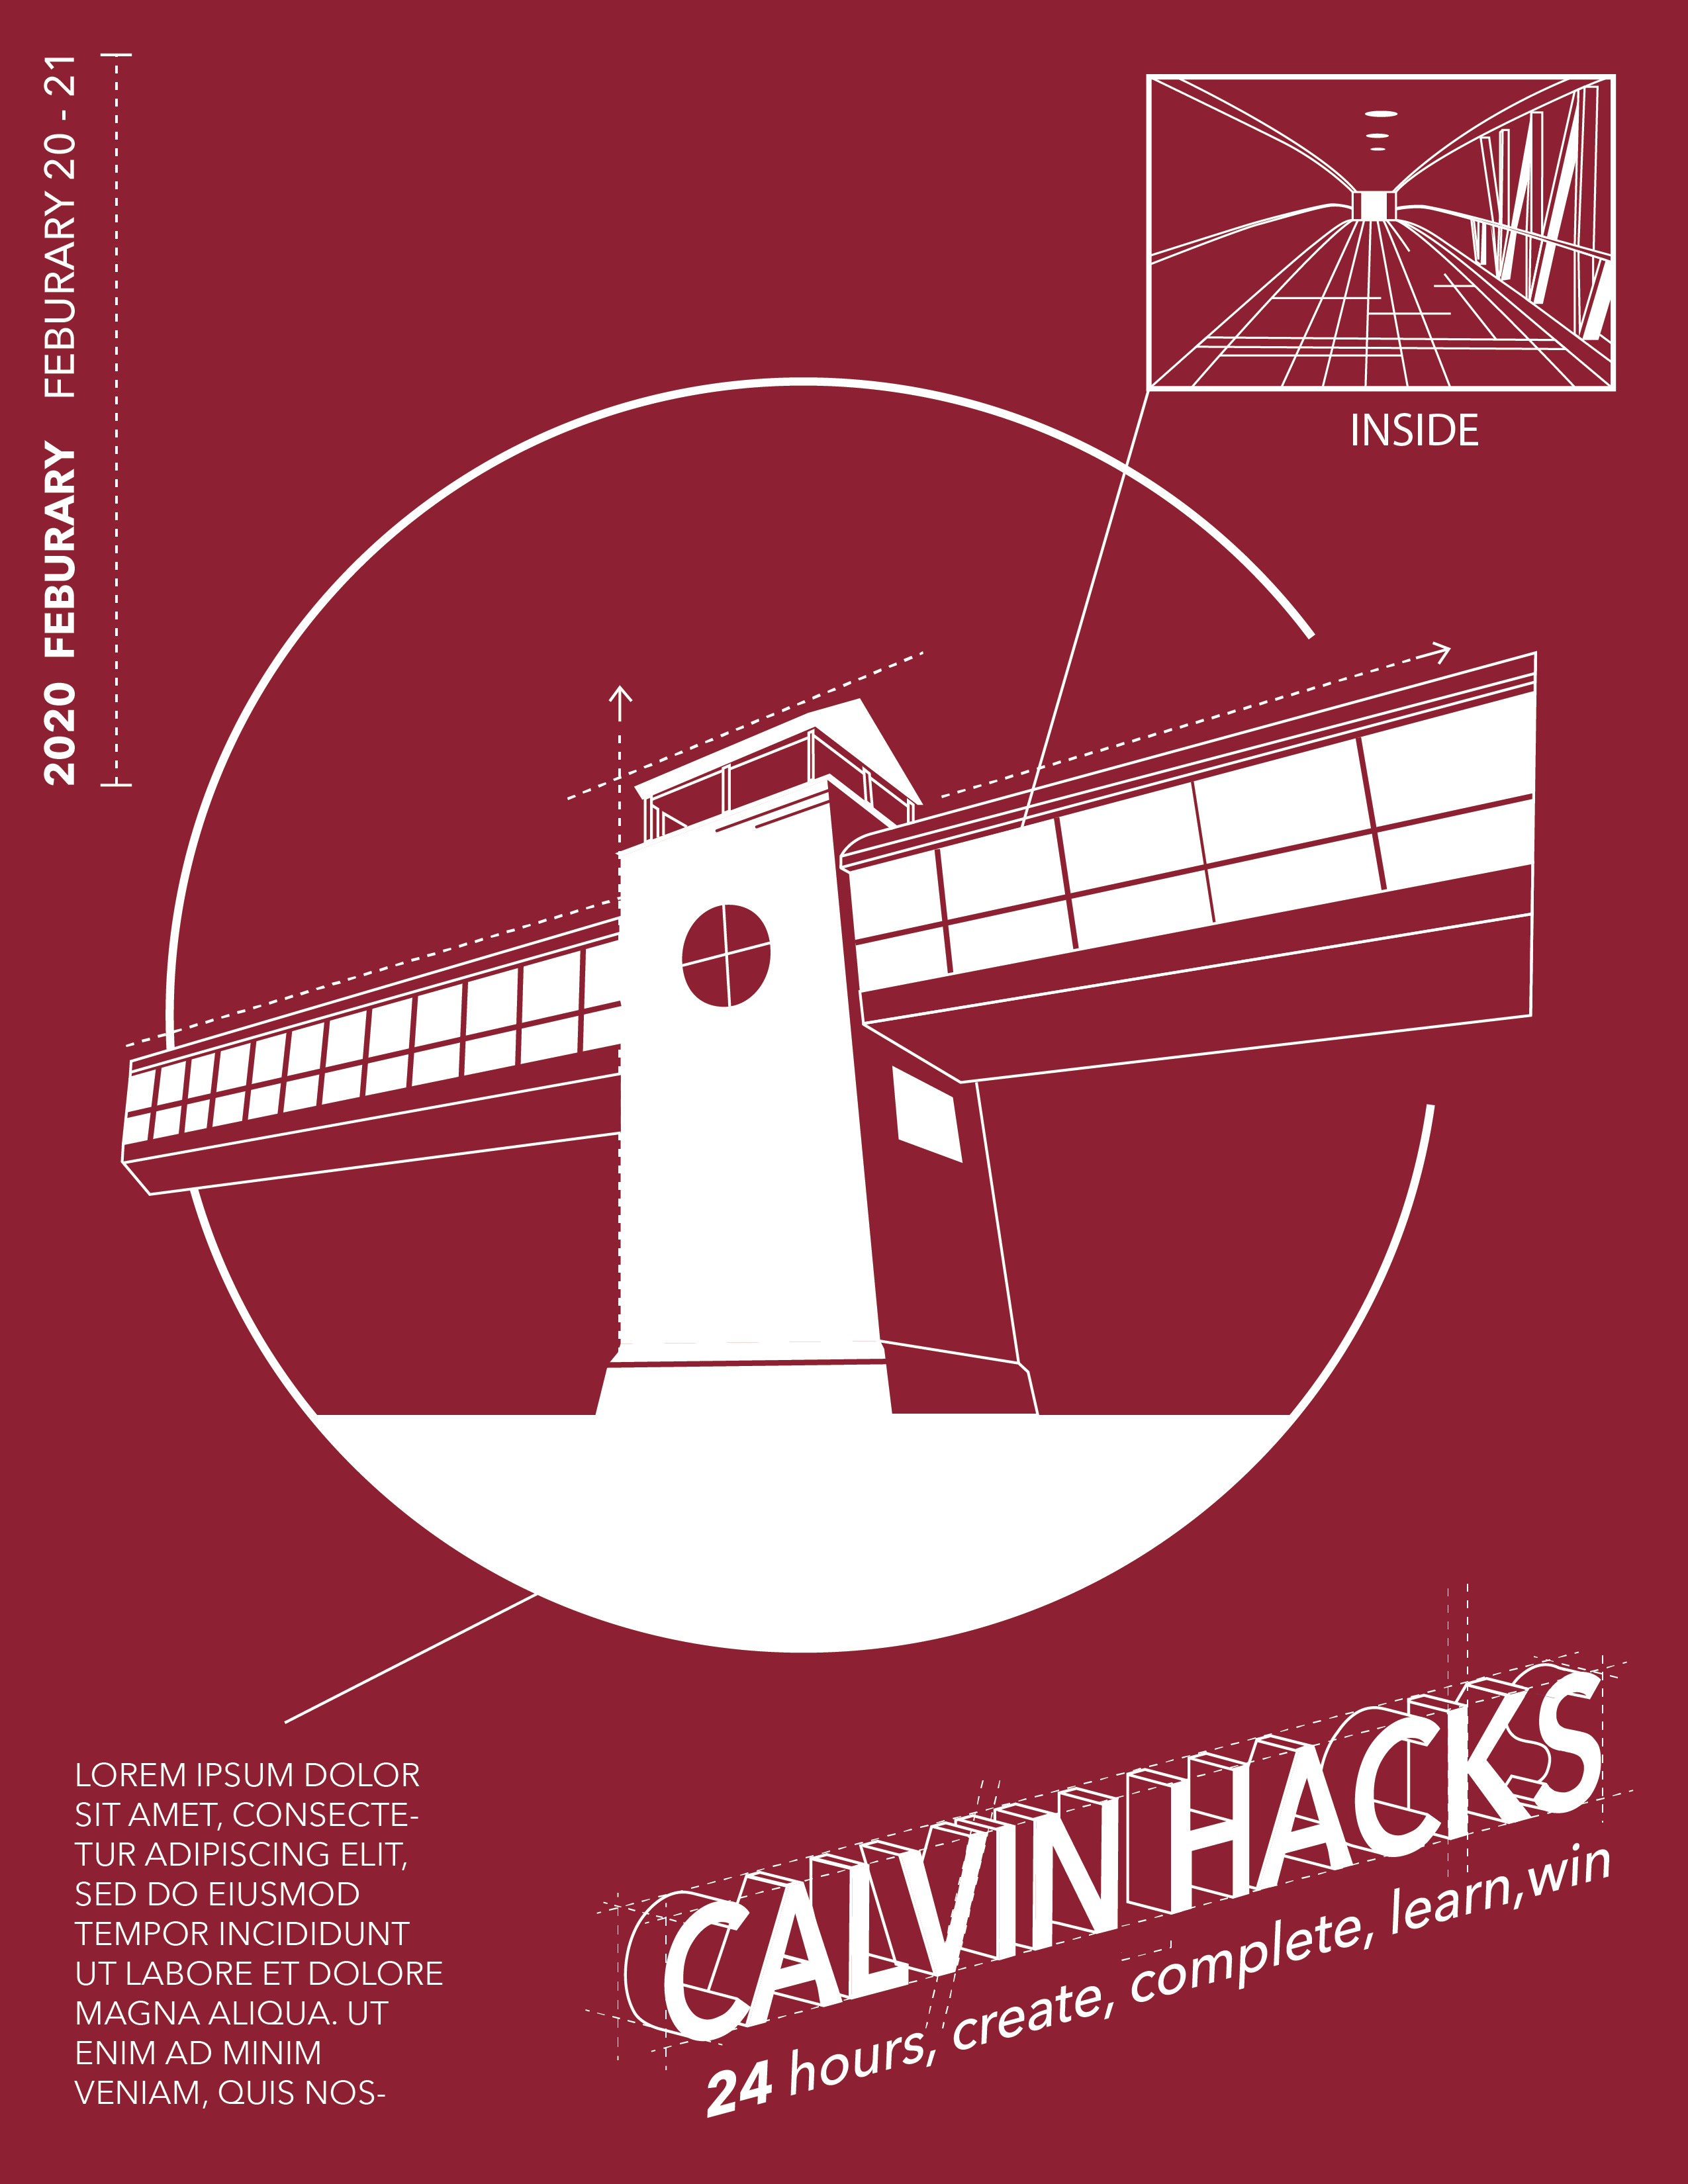 2020 FEBURARY FEBURARY 20 - 21
INSIDE
LOREM IPSUM DOLOR
SIT AMET, CONSECTE-
TUR ADIPISCING ELIT,
SED DO EIUSMOD
TEMPOR INCIDIDUNT
UT LABORE ET DOLORE
MAGNA ALIQUA. UT
ENIM AD MINIM
VENIAM, QUIS NOS-
CALVIN HACKS
24 hours, create, complete, learn,win